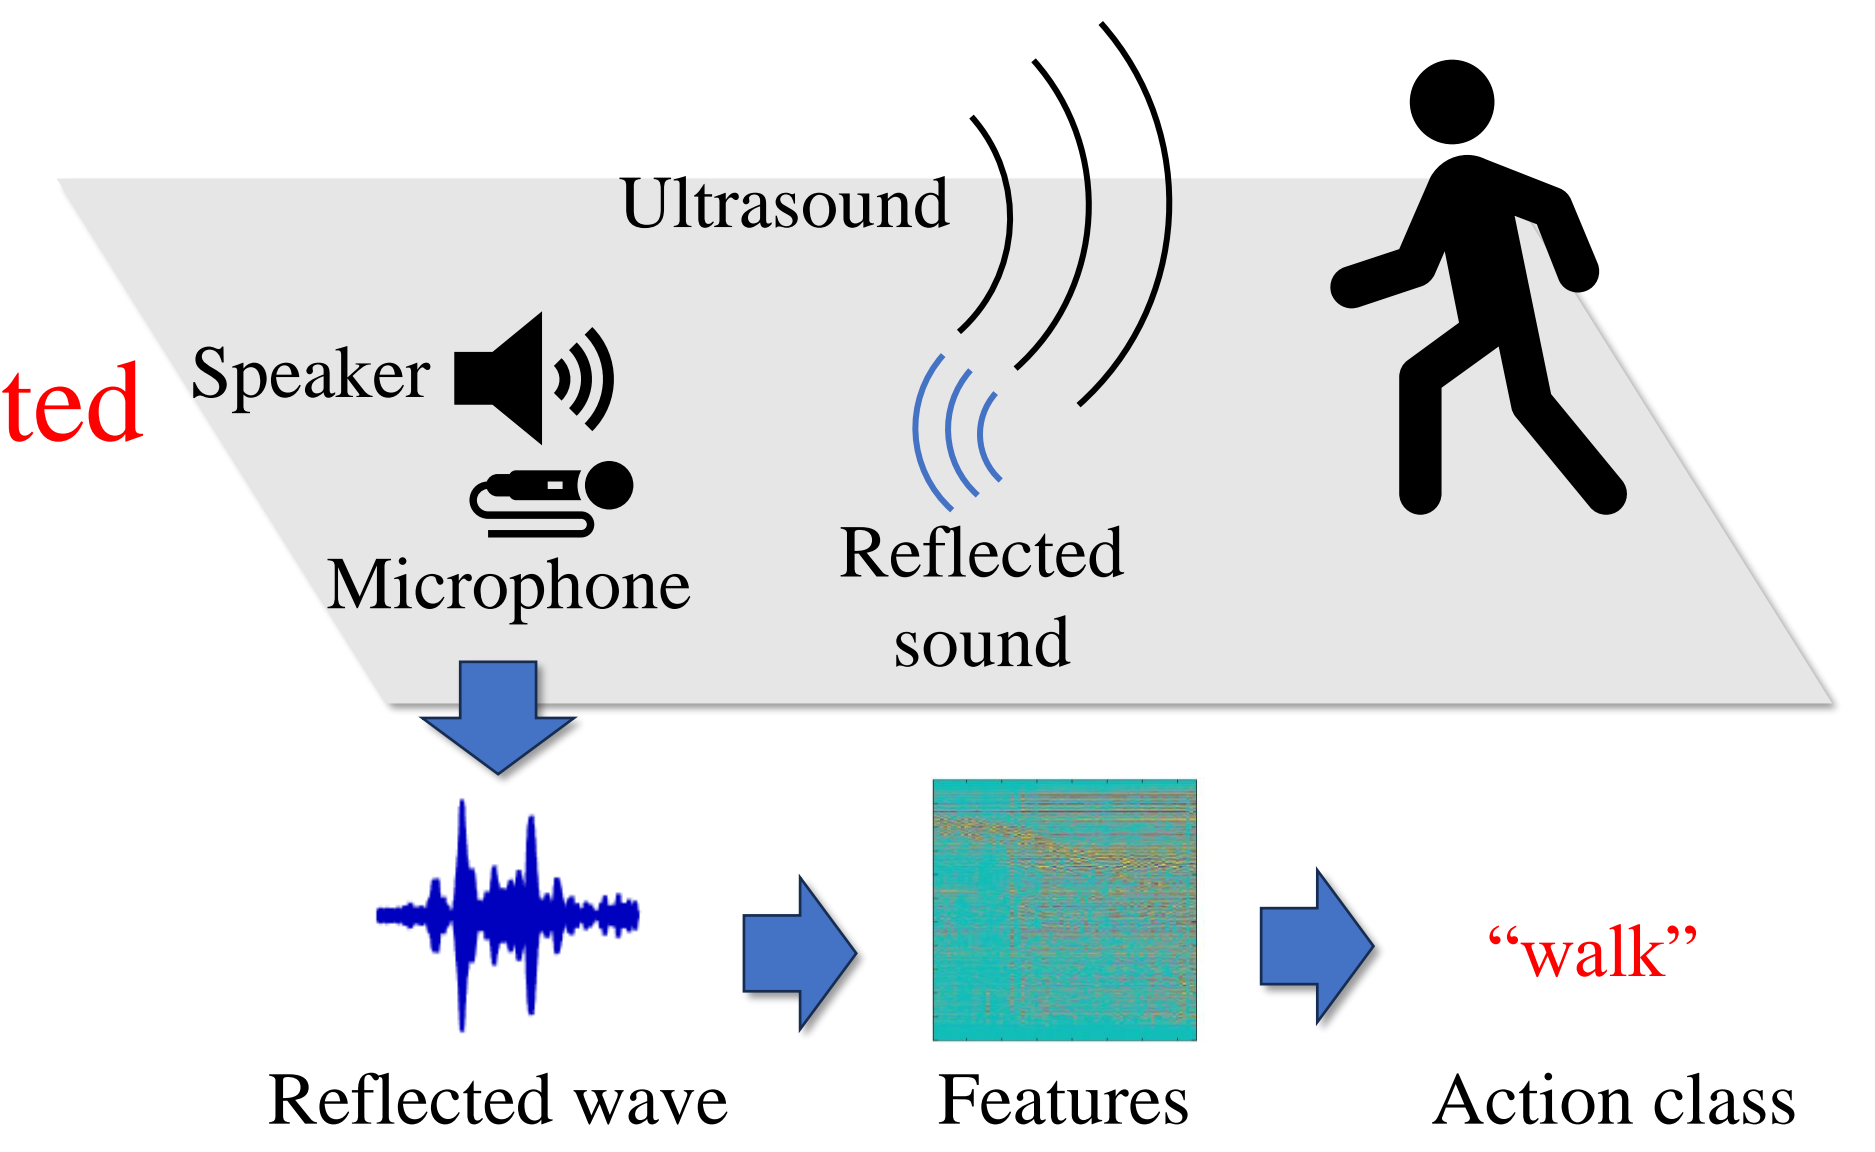 Ultrasound
Speaker
ted
Microphone
Reflected
sound
Reflected wave
Features
“walk”
Action class